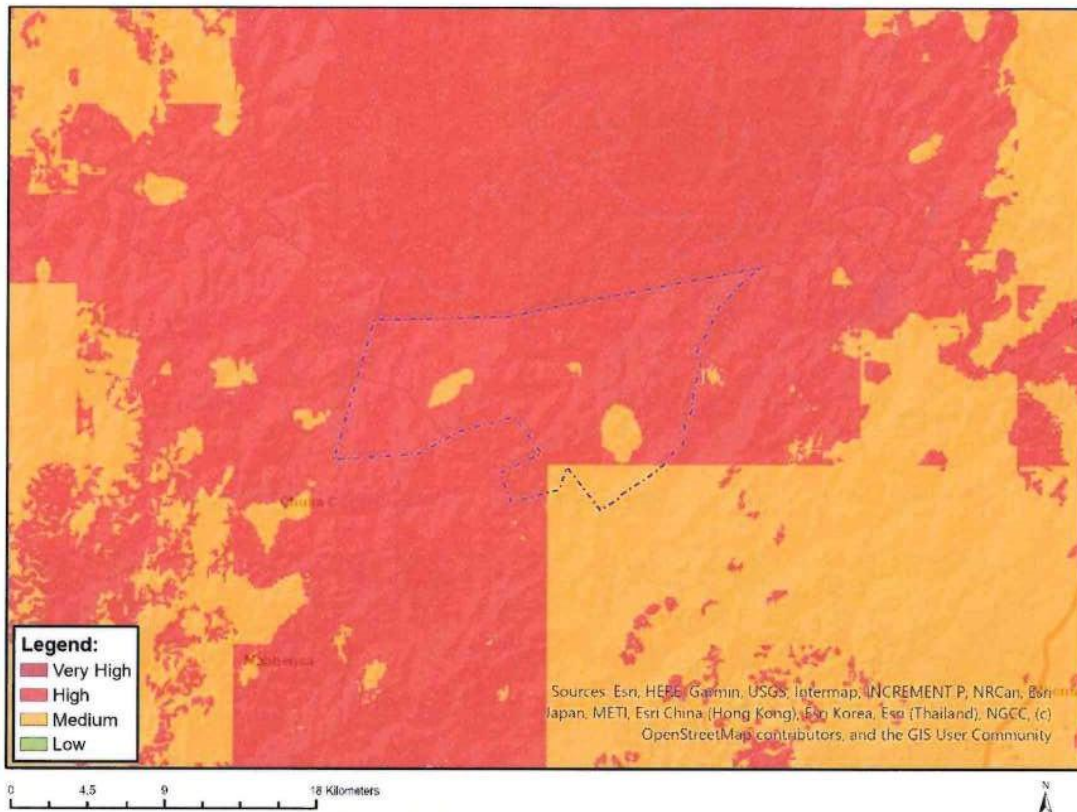 Legend:
Very High
High
Medium
Low
Sources: Esri, HERE, Garmin, USGS, Intermap, INCREMENT P, NRCan, Esri
Japan, METI, Esri China (Hong Kong), Esri Korea, Esri (Thailand), NGCC, (c)
OpenStreetMap contributors, and the GIS User Community
0 4.5 9 18 Kilometers
N